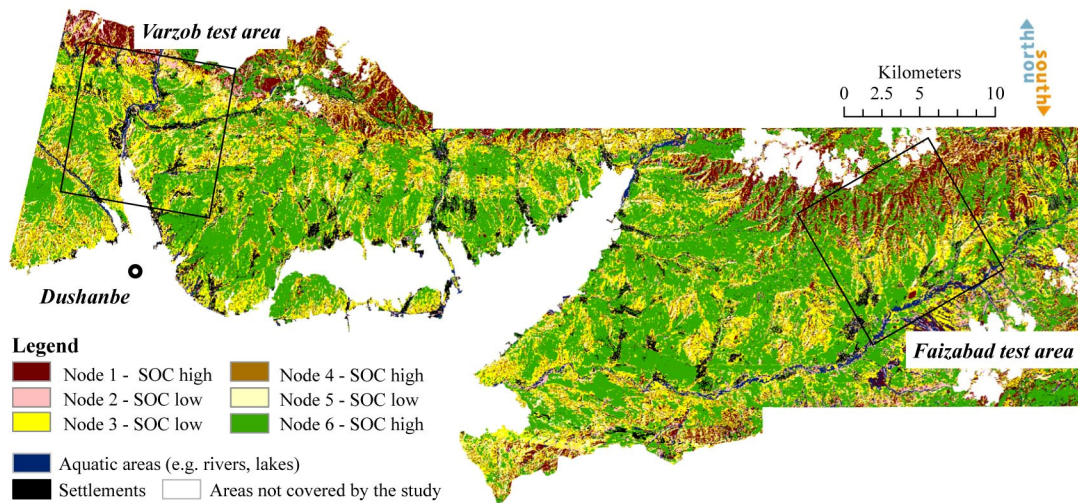 Varzob test area
north
south
Kilometers
0 2.5 5 10
Dushanbe
Faizabad test area
Legend
Node 1 - SOC high
Node 2 - SOC low
Node 3 - SOC low
Node 4 - SOC high
Node 5 - SOC low
Node 6 - SOC high
Aquatic areas (e.g. rivers, lakes)
Settlements
Areas not covered by the study